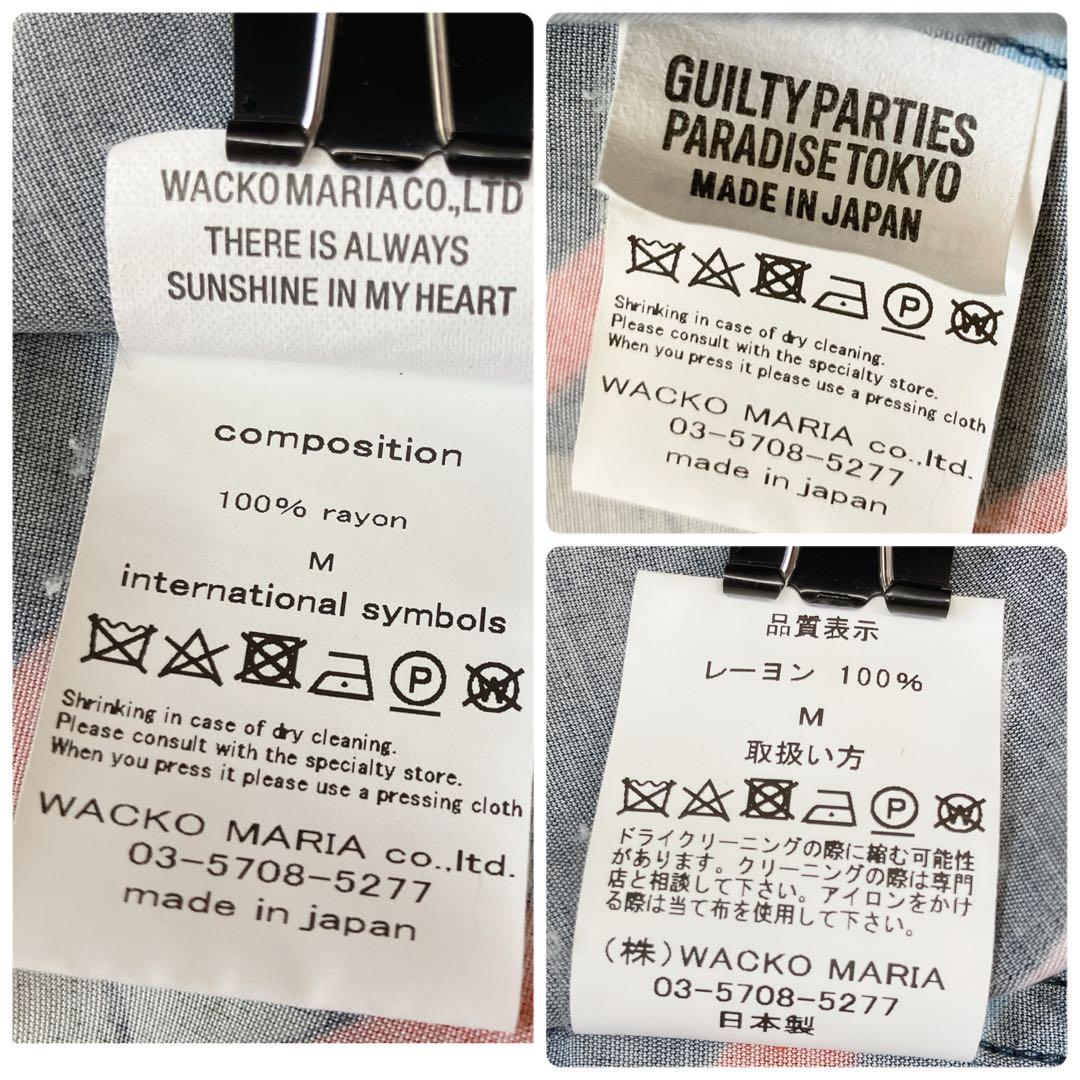 WACKO MARIA CO.,LTD
THERE IS ALWAYS
SUNSHINE IN MY HEART
composition
100% rayon
M
international symbols
P
W
Shrinking in case of dry cleaning.
Please consult with the specialty store.
When you press it please use a pressing cloth
WACKO MARIA co.,ltd.
03-5708-5277
made in japan
GUILTY PARTIES
PARADISE TOKYO
MADE IN JAPAN
P
W
Shrinking in case of dry cleaning.
Please consult with the specialty store.
When you press it please use a pressing cloth
WACKO MARIA co.,ltd.
03-5708-5277
made in japan
品質表示
レーヨン 100%
M
取扱い方
P
W
ドライクリーニングの際に縮む可能性
があります。クリーニングの際は専門
店と相談して下さい。アイロンをかけ
る際は当て布を使用して下さい。
(株)WACKO MARIA
03-5708-5277
日本製